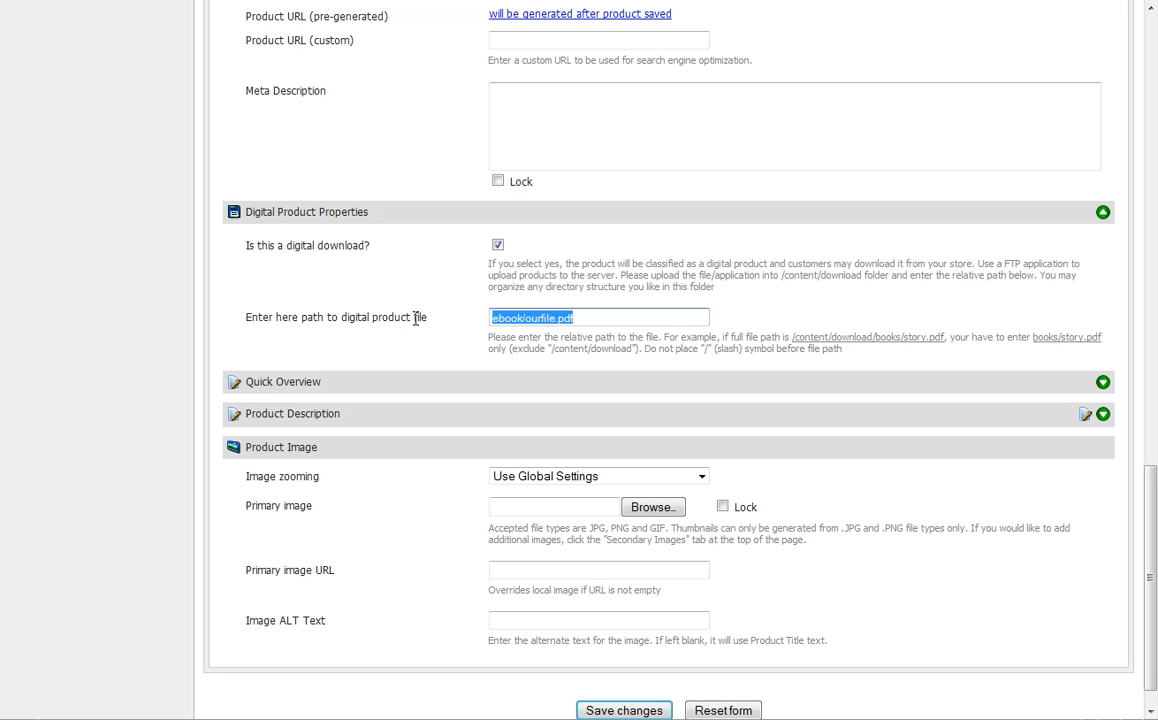 Product URL (pre-generated)
will be generated after product saved
Product URL (custom)
Enter a custom URL to be used for search engine optimization.
Meta Description
Lock
Digital Product Properties
Is this a digital download?
If you select yes, the product will be classified as a digital product and customers may download it from your store. Use a FTP application to
upload products to the server. Please upload the file/application into /content/download folder and enter the relative path below. You may
organize any directory structure you like in this folder
Enter here path to digital product file
ebook/ourfile.pdf
Please enter the relative path to the file. For example, if full file path is /content/download/books/story.pdf, your have to enter books/story.pdf
only (exclude "/content/download"). Do not place "/" (slash) symbol before file path
Quick Overview
Product Description
Product Image
Image zooming
Use Global Settings
Primary image
Browse...
Lock
Accepted file types are JPG, PNG and GIF. Thumbnails can only be generated from .JPG and .PNG file types only. If you would like to add
additional images, click the "Secondary Images" tab at the top of the page.
Primary image URL
Overrides local image if URL is not empty
Image ALT Text
Enter the alternate text for the image. If left blank, it will use Product Title text.
Save changes
Reset form